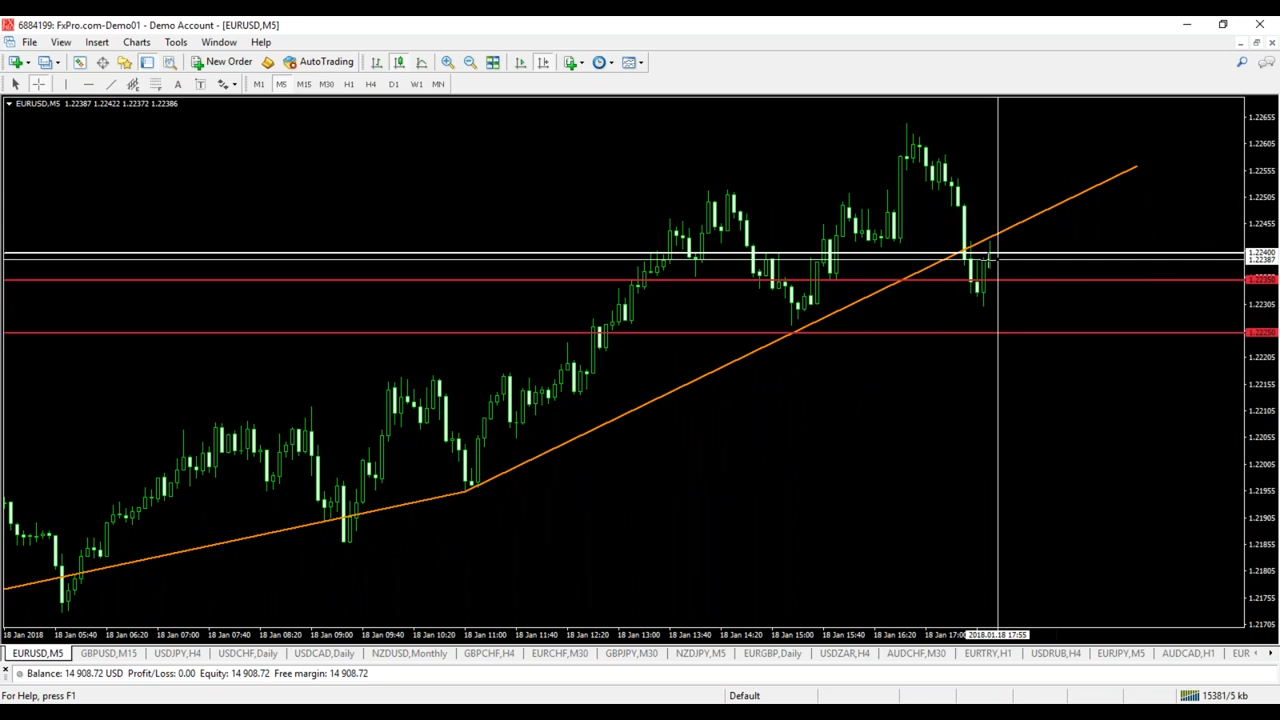 6884199: FxPro.com-Demo01 - Demo Account - [EURUSD,M5]
File View Insert Charts Tools Window Help
New Order AutoTrading
A T M1 M5 M15 M30 H1 H4 D1 W1 MN
EURUSD,M5 1.22387 1.22422 1.22372 1.22386
1.22655
1.22605
1.22555
1.22505
1.22455
1.22400
1.22387
1.22350
1.22305
1.22250
1.22205
1.22155
1.22105
1.22055
1.22005
1.21955
1.21905
1.21855
1.21805
1.21755
1.21705
18 Jan 2018 18 Jan 05:40 18 Jan 06:20 18 Jan 07:00 18 Jan 07:40 18 Jan 08:20 18 Jan 09:00 18 Jan 09:40 18 Jan 10:20 18 Jan 11:00 18 Jan 11:40 18 Jan 12:20 18 Jan 13:00 18 Jan 13:40 18 Jan 14:20 18 Jan 15:00 18 Jan 15:40 18 Jan 16:20 18 Jan 17:00 2018.01.18 17:55
EURUSD,M5 GBPUSD,M15 USDJPY,H4 USDCHF,Daily USDCAD,Daily NZDUSD,Monthly GBPCHF,H4 EURCHF,M30 GBPJPY,M30 NZDJPY,M5 EURGBP,Daily USDZAR,H4 AUDCHF,M30 EURTRY,H1 USDRUB,H4 EURJPY,M5 AUDCAD,H1 EUR
Balance: 14 908.72 USD Profit/Loss: 0.00 Equity: 14 908.72 Free margin: 14 908.72
For Help, press F1 Default 15381/5 kb